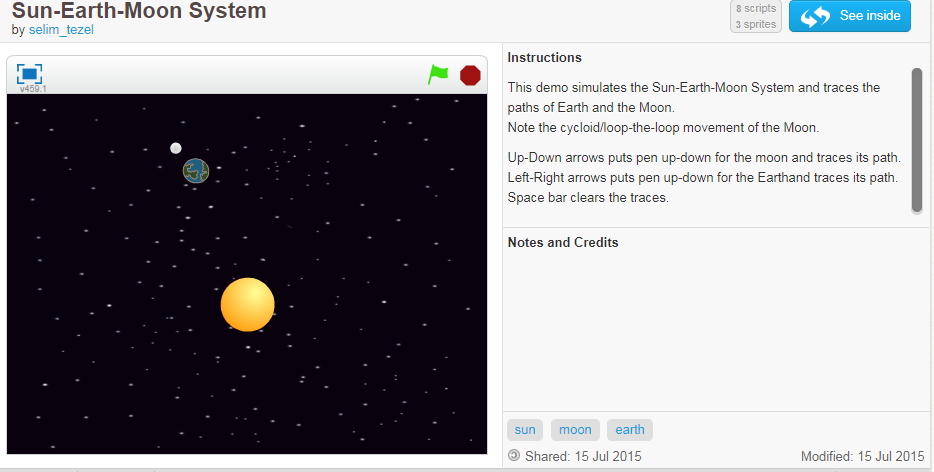 Sun-Earth-Moon System
by selim_tezel
8 scripts
3 sprites
See inside
v459.1
Instructions
This demo simulates the Sun-Earth-Moon System and traces the
paths of Earth and the Moon.
Note the cycloid/loop-the-loop movement of the Moon.
Up-Down arrows puts pen up-down for the moon and traces its path.
Left-Right arrows puts pen up-down for the Earthand traces its path.
Space bar clears the traces.
Notes and Credits
sun moon earth
Shared: 15 Jul 2015 Modified: 15 Jul 2015